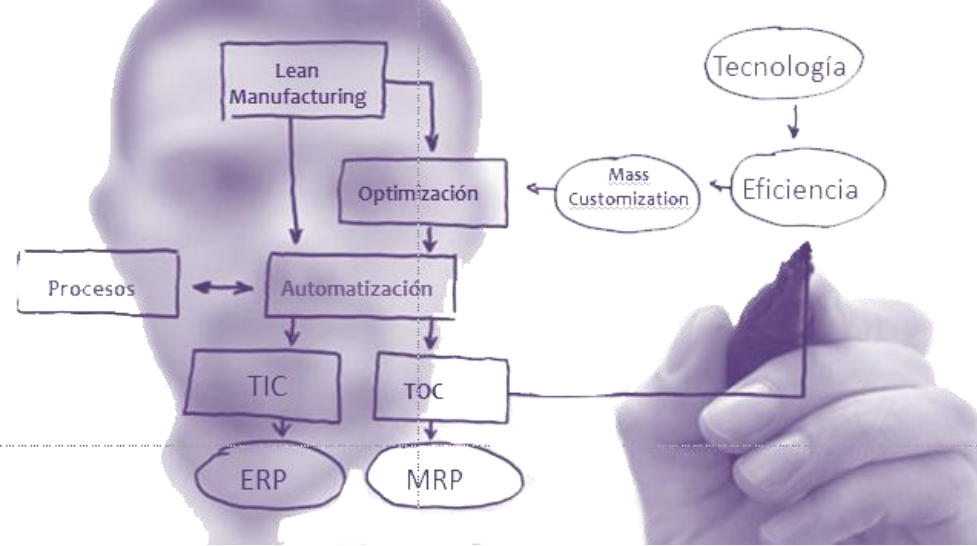 Lean
Manufacturing
Tecnología
Optimización
Mass
Customization
Eficiencia
Procesos
Automatización
TIC
TOC
ERP
MRP